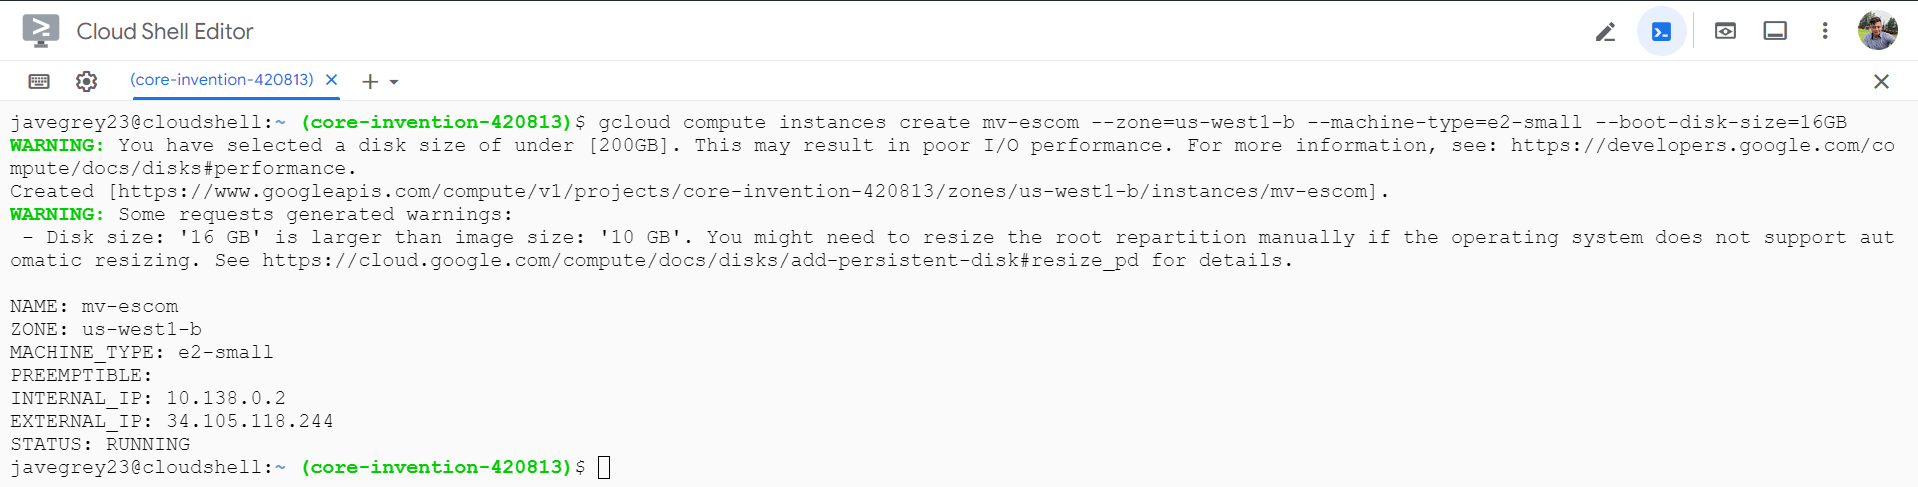 Cloud Shell Editor
(core-invention-420813)
javegrey23@cloudshell:~ (core-invention-420813)$ gcloud compute instances create mv-escom --zone=us-west1-b --machine-type=e2-small --boot-disk-size=16GB
WARNING: You have selected a disk size of under [200GB]. This may result in poor I/O performance. For more information, see: https://developers.google.com/co
mpute/docs/disks#performance.
Created [https://www.googleapis.com/compute/v1/projects/core-invention-420813/zones/us-west1-b/instances/mv-escom].
WARNING: Some requests generated warnings:
 - Disk size: '16 GB' is larger than image size: '10 GB'. You might need to resize the root repartition manually if the operating system does not support aut
omatic resizing. See https://cloud.google.com/compute/docs/disks/add-persistent-disk#resize_pd for details.

NAME: mv-escom
ZONE: us-west1-b
MACHINE_TYPE: e2-small
PREEMPTIBLE:
INTERNAL_IP: 10.138.0.2
EXTERNAL_IP: 34.105.118.244
STATUS: RUNNING
javegrey23@cloudshell:~ (core-invention-420813)$